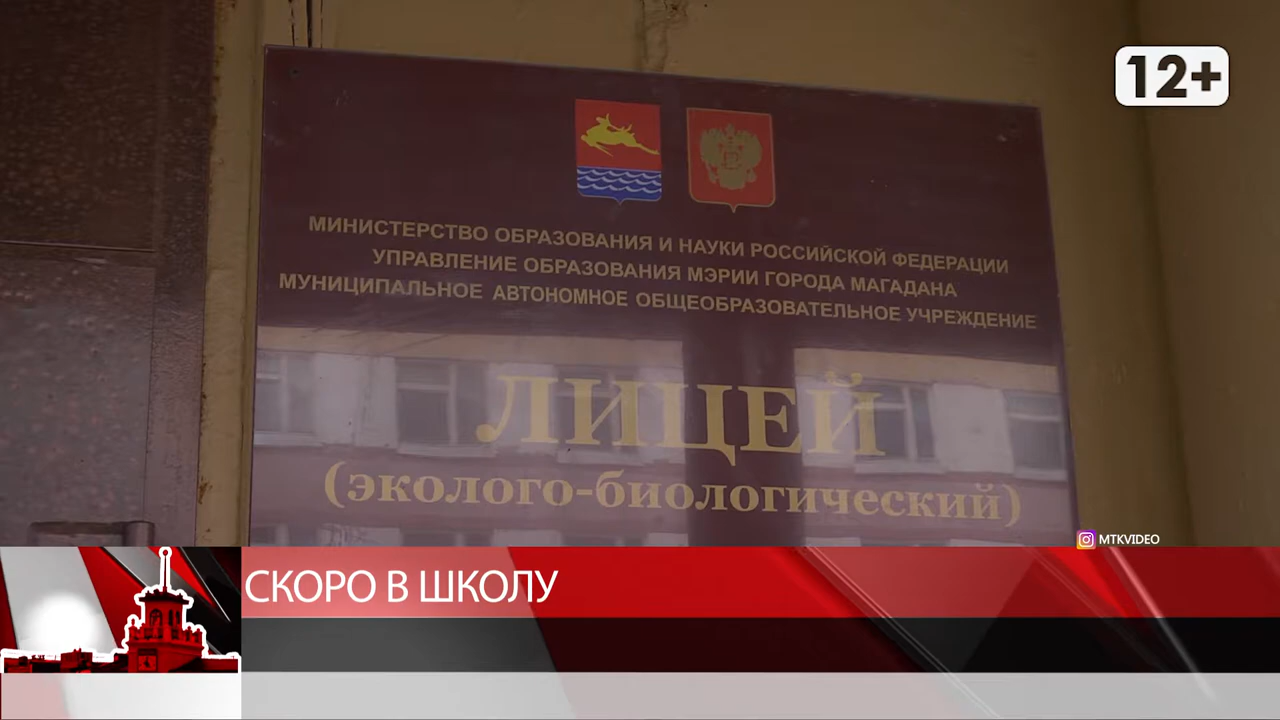 12+
МИНИСТЕРСТВО ОБРАЗОВАНИЯ И НАУКИ РОССИЙСКОЙ ФЕДЕРАЦИИ
УПРАВЛЕНИЕ ОБРАЗОВАНИЯ МЭРИИ ГОРОДА МАГАДАНА
МУНИЦИПАЛЬНОЕ АВТОНОМНОЕ ОБЩЕОБРАЗОВАТЕЛЬНОЕ УЧРЕЖДЕНИЕ
ЛИЦЕЙ
(эколого-биологический)
MTKVIDEO
СКОРО В ШКОЛУ